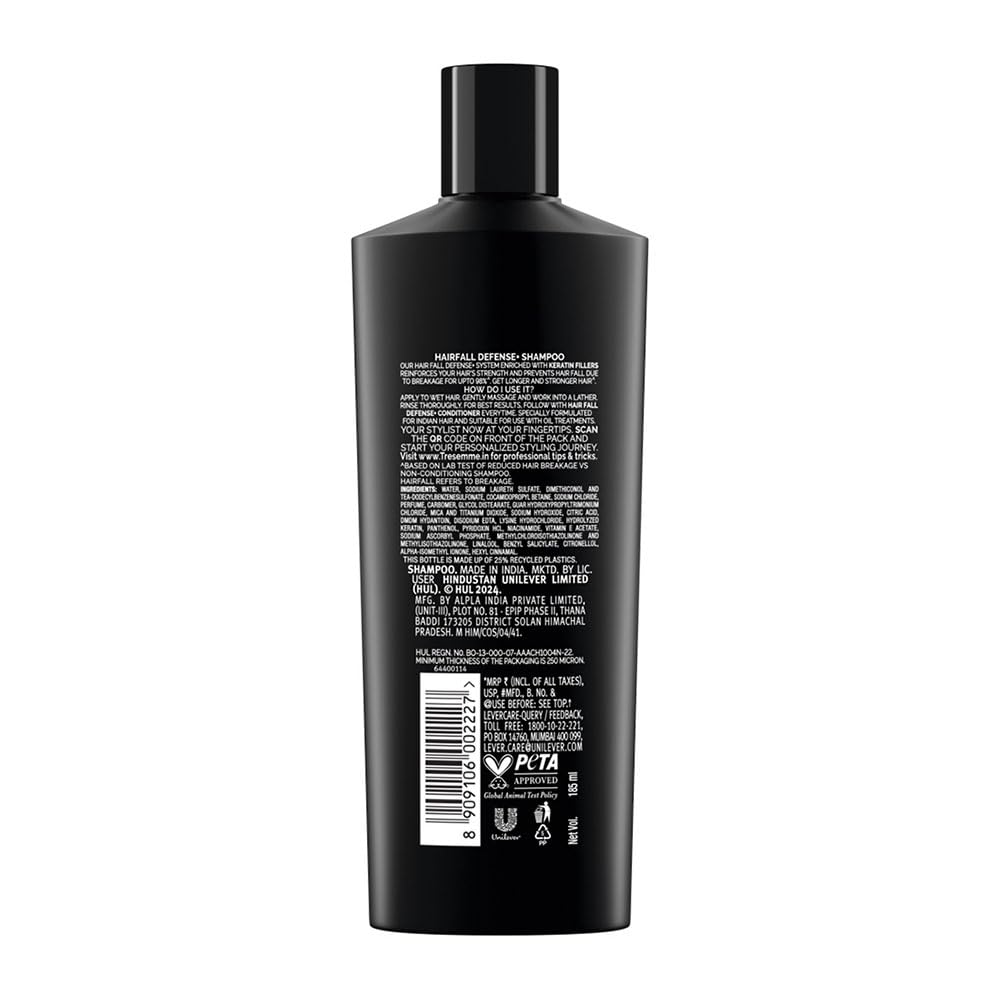 HAIRFALL DEFENSE+ SHAMPOO
OUR HAIR FALL DEFENSE+ SYSTEM ENRICHED WITH KERATIN FILLERS
REINFORCES YOUR HAIR'S STRENGTH AND PREVENTS HAIR FALL DUE
TO BREAKAGE FOR UPTO 98%^. GET LONGER AND STRONGER HAIR^.
HOW DO I USE IT?
APPLY TO WET HAIR. GENTLY MASSAGE AND WORK INTO A LATHER.
RINSE THOROUGHLY. FOR BEST RESULTS, FOLLOW WITH HAIR FALL
DEFENSE+ CONDITIONER EVERYTIME. SPECIALLY FORMULATED
FOR INDIAN HAIR AND SUITABLE FOR USE WITH OIL TREATMENTS.
YOUR STYLIST NOW AT YOUR FINGERTIPS. SCAN
THE QR CODE ON FRONT OF THE PACK AND
START YOUR PERSONALIZED STYLING JOURNEY.
Visit www.Tresemme.in for professional tips & tricks.
^BASED ON LAB TEST OF REDUCED HAIR BREAKAGE VS
NON-CONDITIONING SHAMPOO.
HAIRFALL REFERS TO BREAKAGE.
INGREDIENTS: WATER, SODIUM LAURETH SULFATE, DIMETHICONOL AND
TEA-DODECYLBENZENESULFONATE, COCAMIDOPROPYL BETAINE, SODIUM CHLORIDE,
PERFUME, CARBOMER, GLYCOL DISTEARATE, GUAR HYDROXYPROPYLTRIMONIUM
CHLORIDE, MICA AND TITANIUM DIOXIDE, SODIUM HYDROXIDE, CITRIC ACID,
DMDM HYDANTOIN, DISODIUM EDTA, LYSINE HYDROCHLORIDE, HYDROLYZED
KERATIN, PANTHENOL, PYRIDOXIN HCL, NIACINAMIDE, VITAMIN E ACETATE,
SODIUM ASCORBYL PHOSPHATE, METHYLCHLOROISOTHIAZOLINONE AND
METHYLISOTHIAZOLINONE, LINALOOL, BENZYL SALICYLATE, CITRONELLOL,
ALPHA-ISOMETHYL IONONE, HEXYL CINNAMAL.
THIS BOTTLE IS MADE UP OF 25% RECYCLED PLASTICS.
SHAMPOO. MADE IN INDIA. MKTD. BY LIC.
USER HINDUSTAN UNILEVER LIMITED
(HUL). © HUL 2024.
MFG. BY ALPLA INDIA PRIVATE LIMITED,
(UNIT-III), PLOT NO. 81 - EPIP PHASE II, THANA
BADDI 173205 DISTRICT SOLAN HIMACHAL
PRADESH. M HIM/COS/04/41.
HUL REGN. No. BO-13-000-07-AAACH1004N-22.
MINIMUM THICKNESS OF THE PACKAGING IS 250 MICRON.
64400114
8 909106 002227 >
*MRP ₹ (INCL. OF ALL TAXES),
USP, #MFD., B. No. &
@USE BEFORE: SEE TOP.↑
LEVERCARE-QUERY / FEEDBACK,
TOLL FREE: 1800-10-22-221,
PO BOX 14760, MUMBAI 400 099,
LEVER.CARE@UNILEVER.COM
PETA
APPROVED
Global Animal Test Policy
Unilever
PP
Net Vol. 185 ml